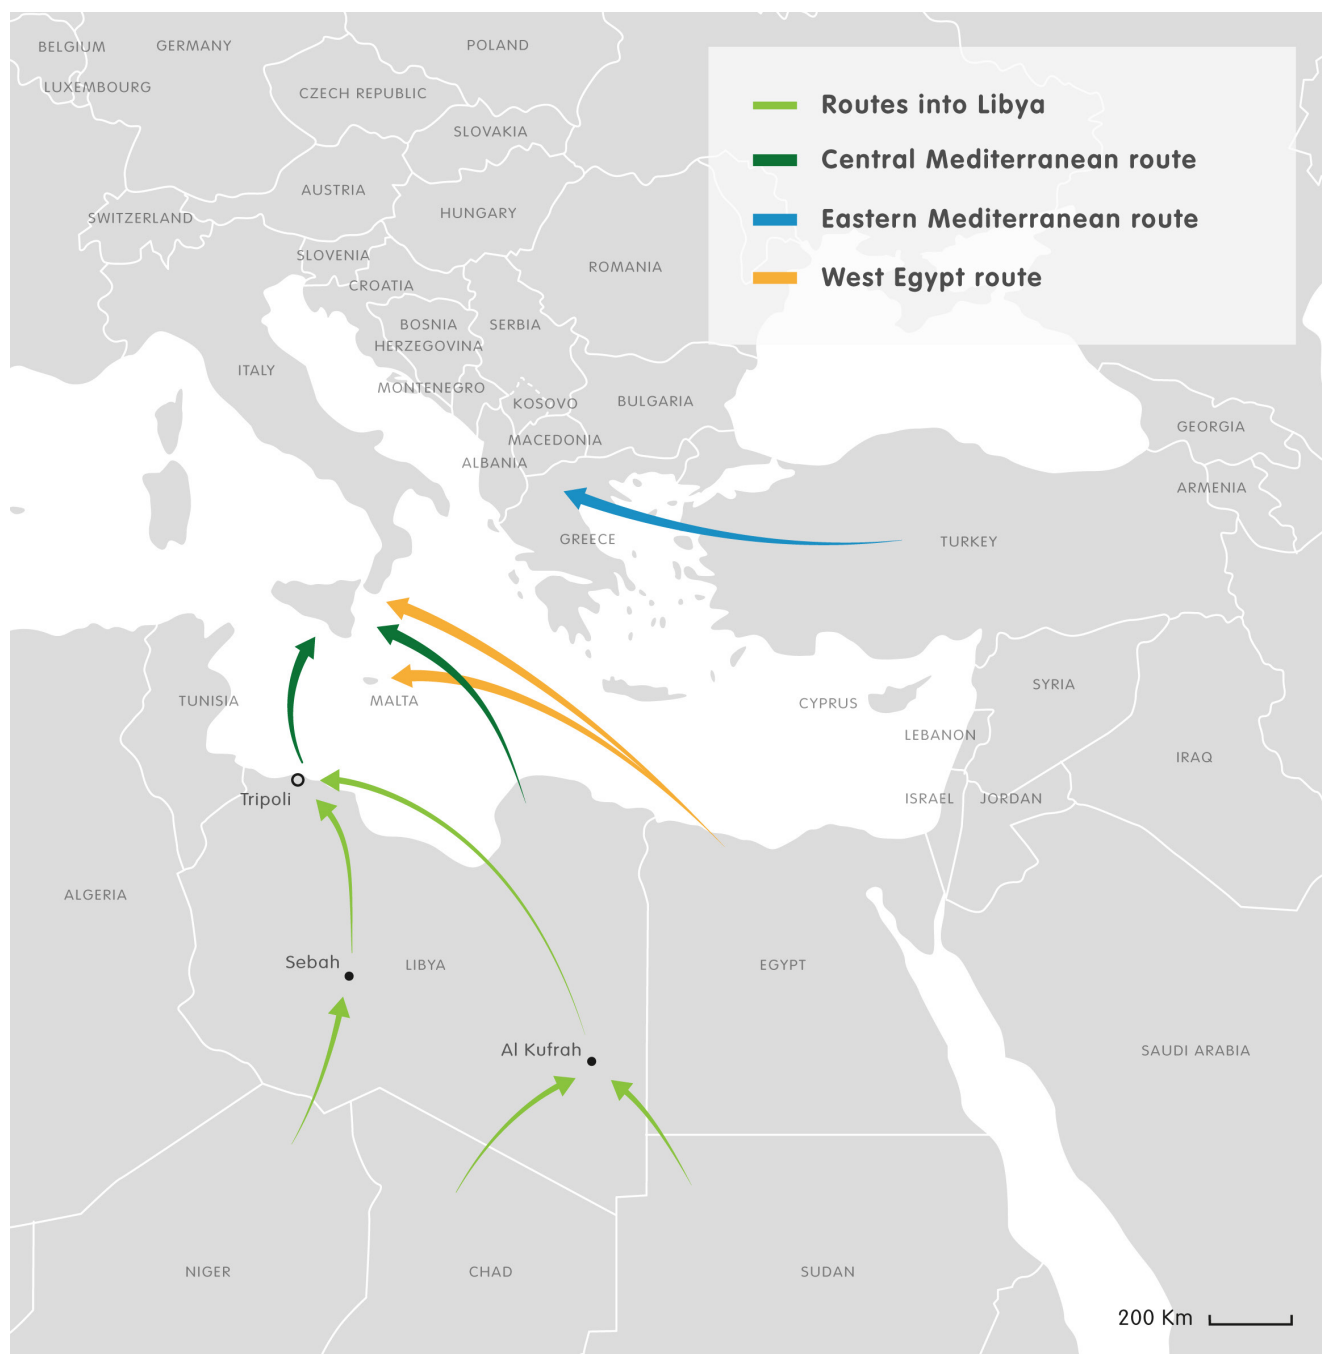 BELGIUM
GERMANY
POLAND
LUXEMBOURG
CZECH REPUBLIC
SLOVAKIA
AUSTRIA
SWITZERLAND
HUNGARY
SLOVENIA
ROMANIA
CROATIA
BOSNIA
HERZEGOVINA
SERBIA
ITALY
MONTENEGRO
KOSOVO
BULGARIA
MACEDONIA
ALBANIA
GEORGIA
ARMENIA
GREECE
TURKEY
Routes into Libya
Central Mediterranean route
Eastern Mediterranean route
West Egypt route
TUNISIA
MALTA
CYPRUS
SYRIA
LEBANON
IRAQ
ISRAEL
JORDAN
Tripoli
ALGERIA
Sebah
LIBYA
EGYPT
Al Kufrah
SAUDI ARABIA
NIGER
CHAD
SUDAN
200 Km